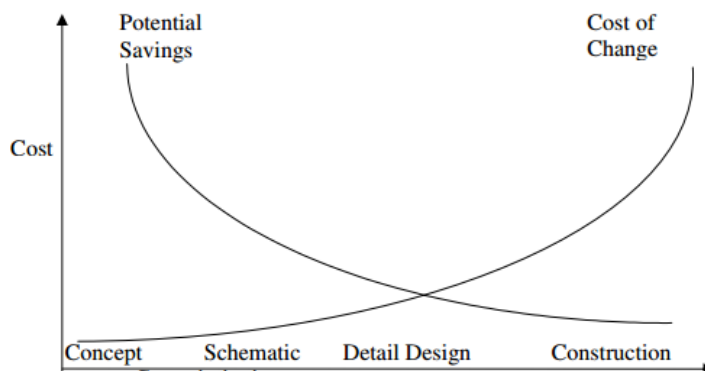 Potential
Savings
Cost of
Change
Cost
Concept
Schematic
Detail Design
Construction